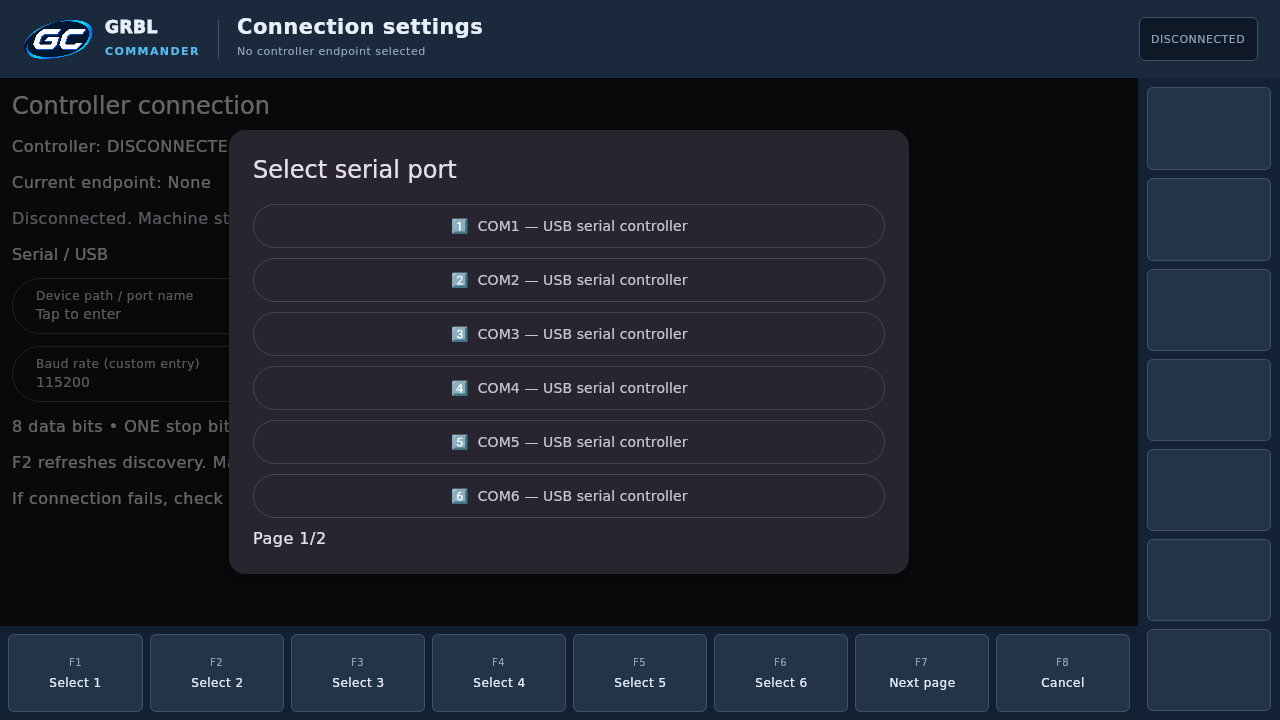 GC
GRBL
COMMANDER
Connection settings
No controller endpoint selected
DISCONNECTED
Controller connection
Controller: DISCONNECTE
Current endpoint: None
Disconnected. Machine st
Serial / USB
Device path / port name
Tap to enter
Baud rate (custom entry)
115200
8 data bits • ONE stop bit
F2 refreshes discovery. Ma
If connection fails, check
Select serial port
1 COM1 — USB serial controller
2 COM2 — USB serial controller
3 COM3 — USB serial controller
4 COM4 — USB serial controller
5 COM5 — USB serial controller
6 COM6 — USB serial controller
Page 1/2
F1
Select 1
F2
Select 2
F3
Select 3
F4
Select 4
F5
Select 5
F6
Select 6
F7
Next page
F8
Cancel